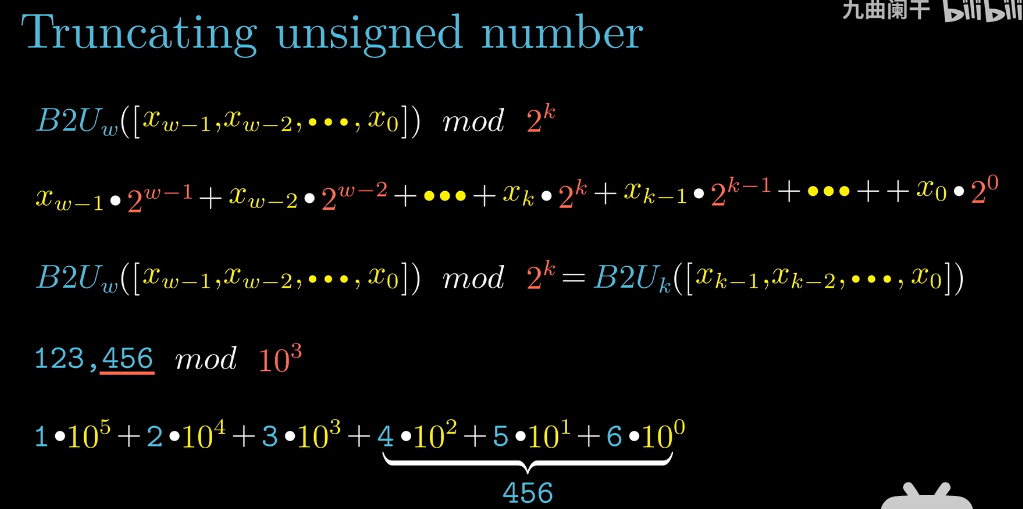 九曲阑干 bilibili
Truncating unsigned number
B2U_w([x_{w−1},x_{w−2},•••,x_0]) mod 2^k
x_{w−1}•2^{w−1}+x_{w−2}•2^{w−2}+•••+x_k•2^k+x_{k−1}•2^{k−1}+•••++x_0•2^0
B2U_w([x_{w−1},x_{w−2},•••,x_0]) mod 2^k=B2U_k([x_{k−1},x_{k−2},•••,x_0])
123,456 mod 10^3
1•10^5+2•10^4+3•10^3+4•10^2+5•10^1+6•10^0
456